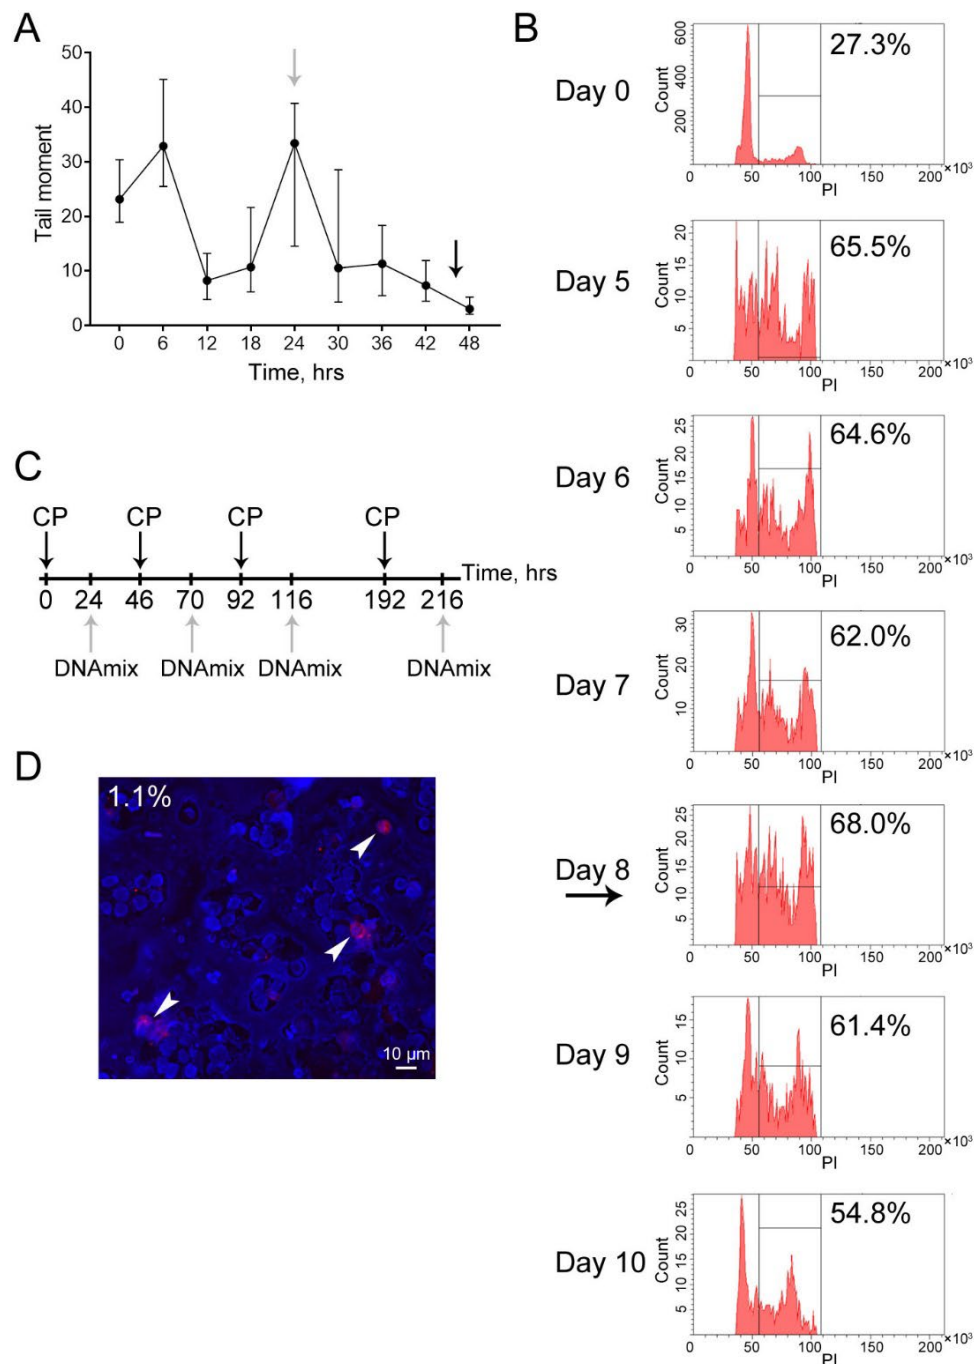 A
50
40
30
20
10
0
Tail moment
0 6 12 18 24 30 36 42 48
Time, hrs
B
Day 0
600
400
200
Count
27.3%
0 50 100 150 200 ×10³
PI
Day 5
20
15
10
5
Count
65.5%
0 50 100 150 200 ×10³
PI
Day 6
25
20
15
10
5
Count
64.6%
0 50 100 150 200 ×10³
PI
Day 7
30
20
10
Count
62.0%
0 50 100 150 200 ×10³
PI
Day 8
25
20
15
10
5
Count
68.0%
0 50 100 150 200 ×10³
PI
Day 9
15
10
5
Count
61.4%
0 50 100 150 200 ×10³
PI
Day 10
25
20
15
10
5
Count
54.8%
0 50 100 150 200 ×10³
PI
C
CP CP CP CP
Time, hrs
0 24 46 70 92 116 192 216
DNAmix DNAmix DNAmix DNAmix
D
1.1%
10 µm